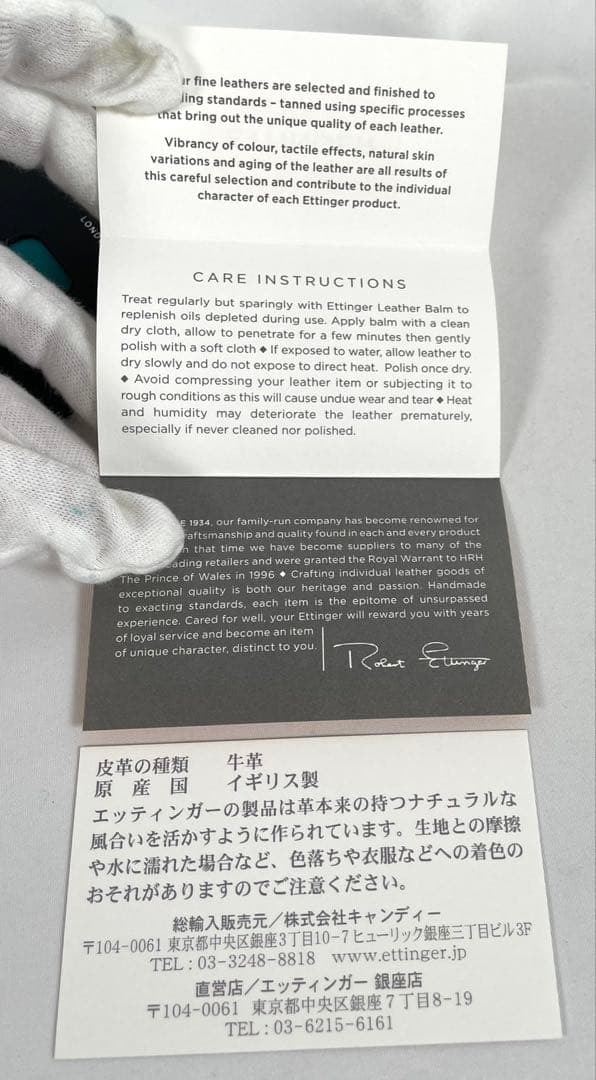 fine leathers are selected and finished to
standards – tanned using specific processes
that bring out the unique quality of each leather.
Vibrancy of colour, tactile effects, natural skin
variations and aging of the leather are all results of
this careful selection and contribute to the individual
character of each Ettinger product.
CARE INSTRUCTIONS
Treat regularly but sparingly with Ettinger Leather Balm to
replenish oils depleted during use. Apply balm with a clean
dry cloth, allow to penetrate for a few minutes then gently
polish with a soft cloth ◆ If exposed to water, allow leather to
dry slowly and do not expose to direct heat. Polish once dry.
◆ Avoid compressing your leather item or subjecting it to
rough conditions as this will cause undue wear and tear ◆ Heat
and humidity may deteriorate the leather prematurely,
especially if never cleaned nor polished.
1934, our family-run company has become renowned for
craftsmanship and quality found in each and every product
that time we have become suppliers to many of the
leading retailers and were granted the Royal Warrant to HRH
The Prince of Wales in 1996 ◆ Crafting individual leather goods of
exceptional quality is both our heritage and passion. Handmade
to exacting standards, each item is the epitome of unsurpassed
experience. Cared for well, your Ettinger will reward you with years
of loyal service and become an item
of unique character, distinct to you.
Robert Ettinger
皮革の種類 牛革
原産国 イギリス製
エッティンガーの製品は革本来の持つナチュラルな
風合いを活かすように作られています。生地との摩擦
や水に濡れた場合など、色落ちや衣服などへの着色の
おそれがありますのでご注意ください。
総輸入販売元／株式会社キャンディー
〒104-0061 東京都中央区銀座3丁目10-7ヒューリック銀座三丁目ビル3F
TEL : 03-3248-8818 www.ettinger.jp
直営店／エッティンガー 銀座店
〒104-0061 東京都中央区銀座７丁目8-19
TEL : 03-6215-6161